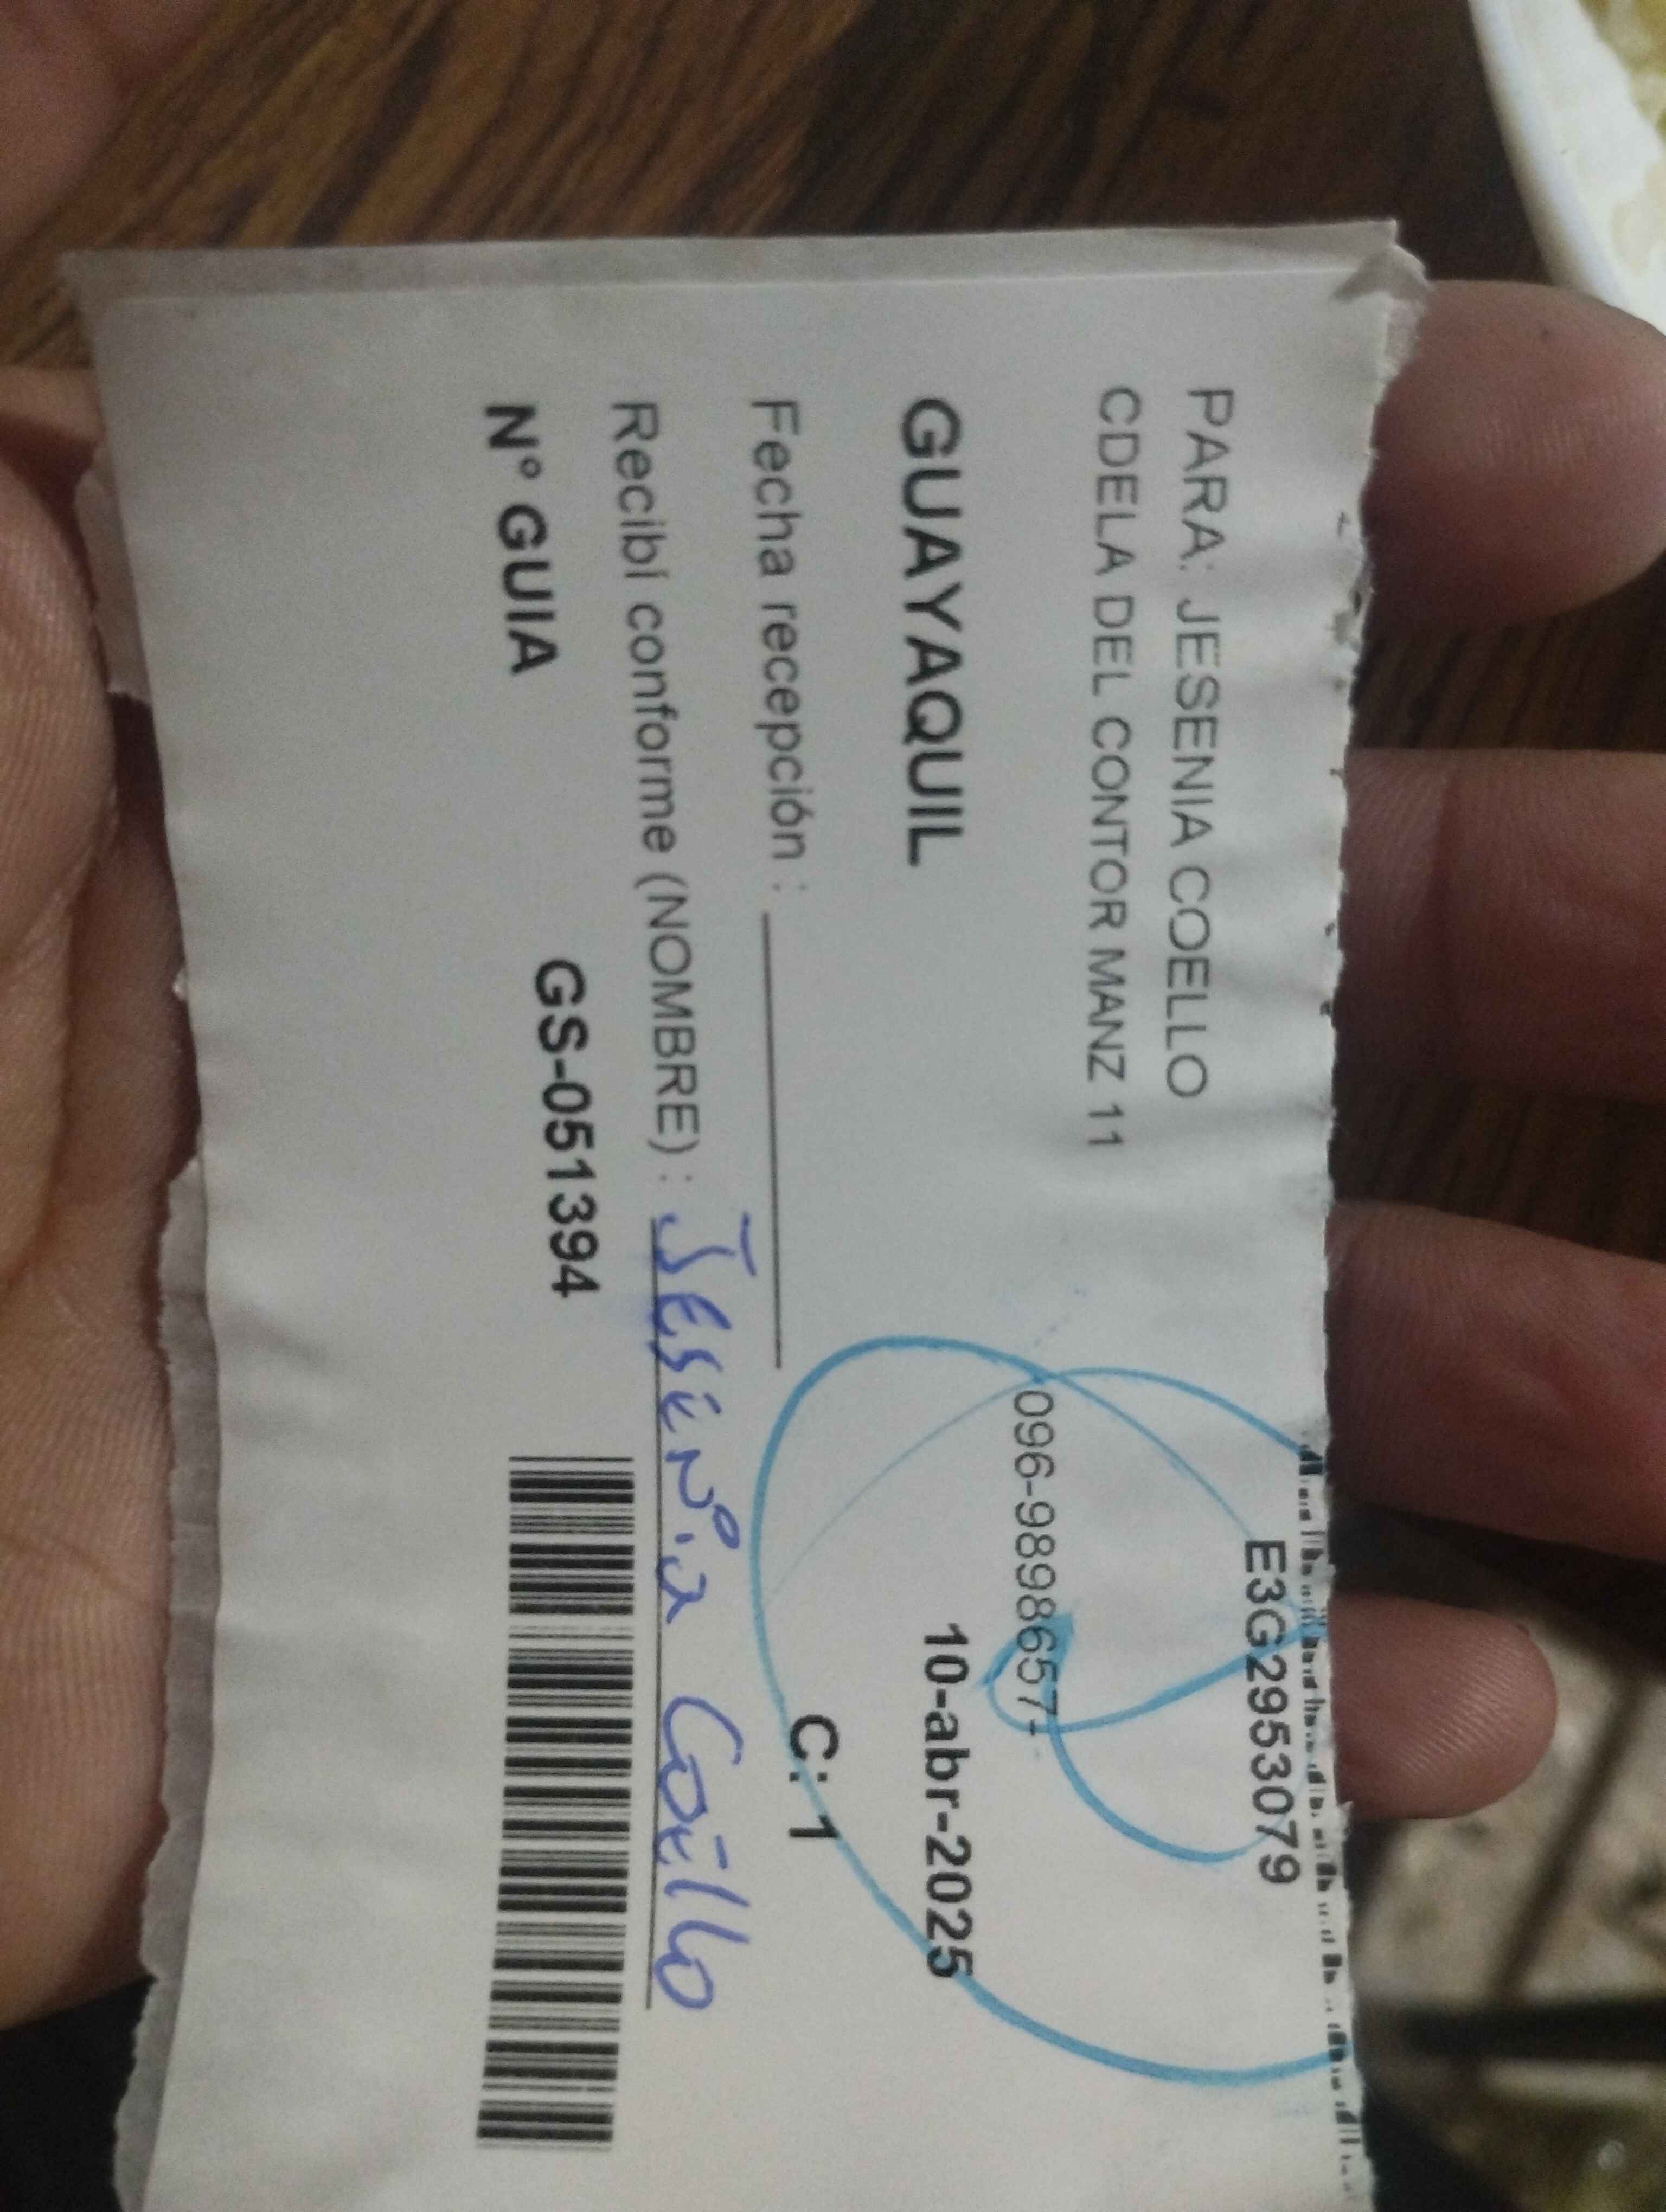 E3G2953079
PARA: JESENIA COELLO
CDELA DEL CONTOR MANZ 11
096-9898657-
GUAYAQUIL 10-abr-2025
Fecha recepción : C: 1
Recibí conforme (NOMBRE) : Jesenia Coello
N° GUIA GS-051394